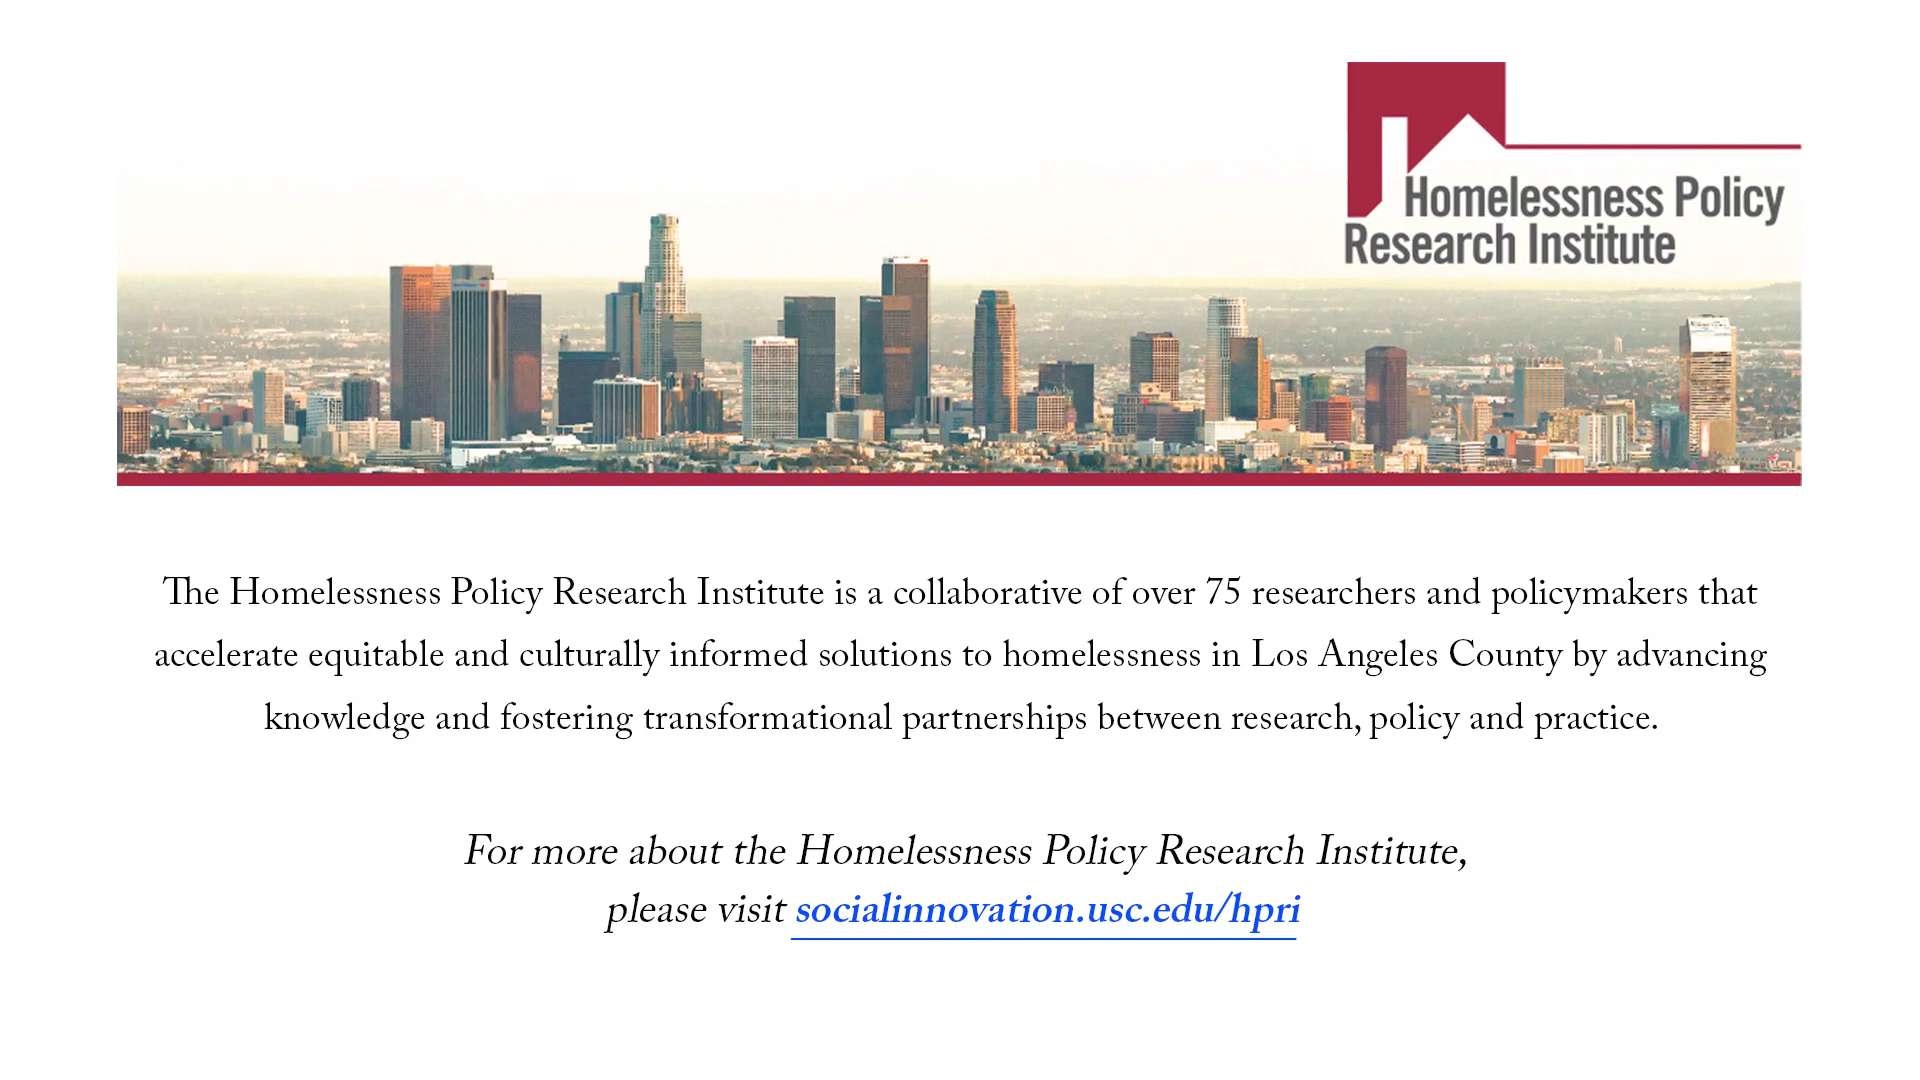 Homelessness Policy
Research Institute
The Homelessness Policy Research Institute is a collaborative of over 75 researchers and policymakers that
accelerate equitable and culturally informed solutions to homelessness in Los Angeles County by advancing
knowledge and fostering transformational partnerships between research, policy and practice.
For more about the Homelessness Policy Research Institute,
please visit socialinnovation.usc.edu/hpri